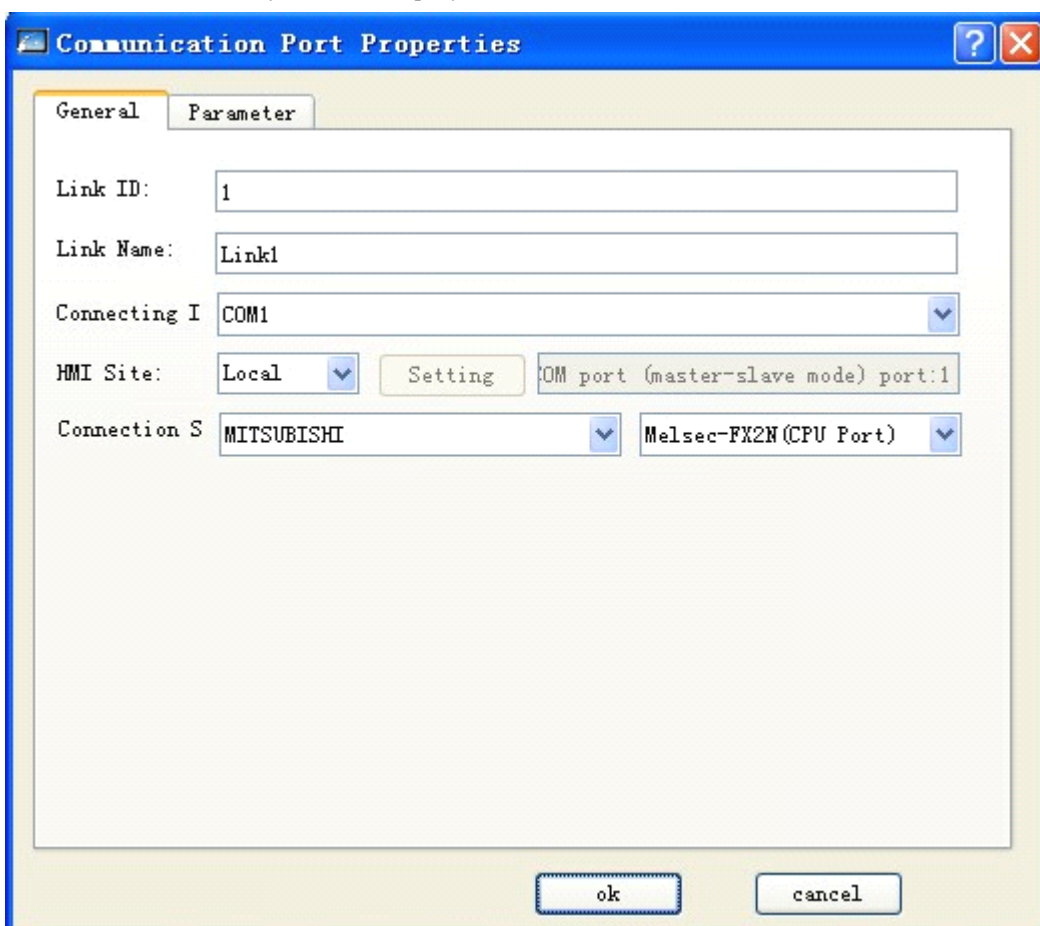 Communication Port Properties
General Parameter
Link ID: 1
Link Name: Link1
Connecting I COM1
HMI Site: Local Setting OM port (master-slave mode) port:1
Connection S MITSUBISHI Melsec-FX2N(CPU Port)
ok cancel